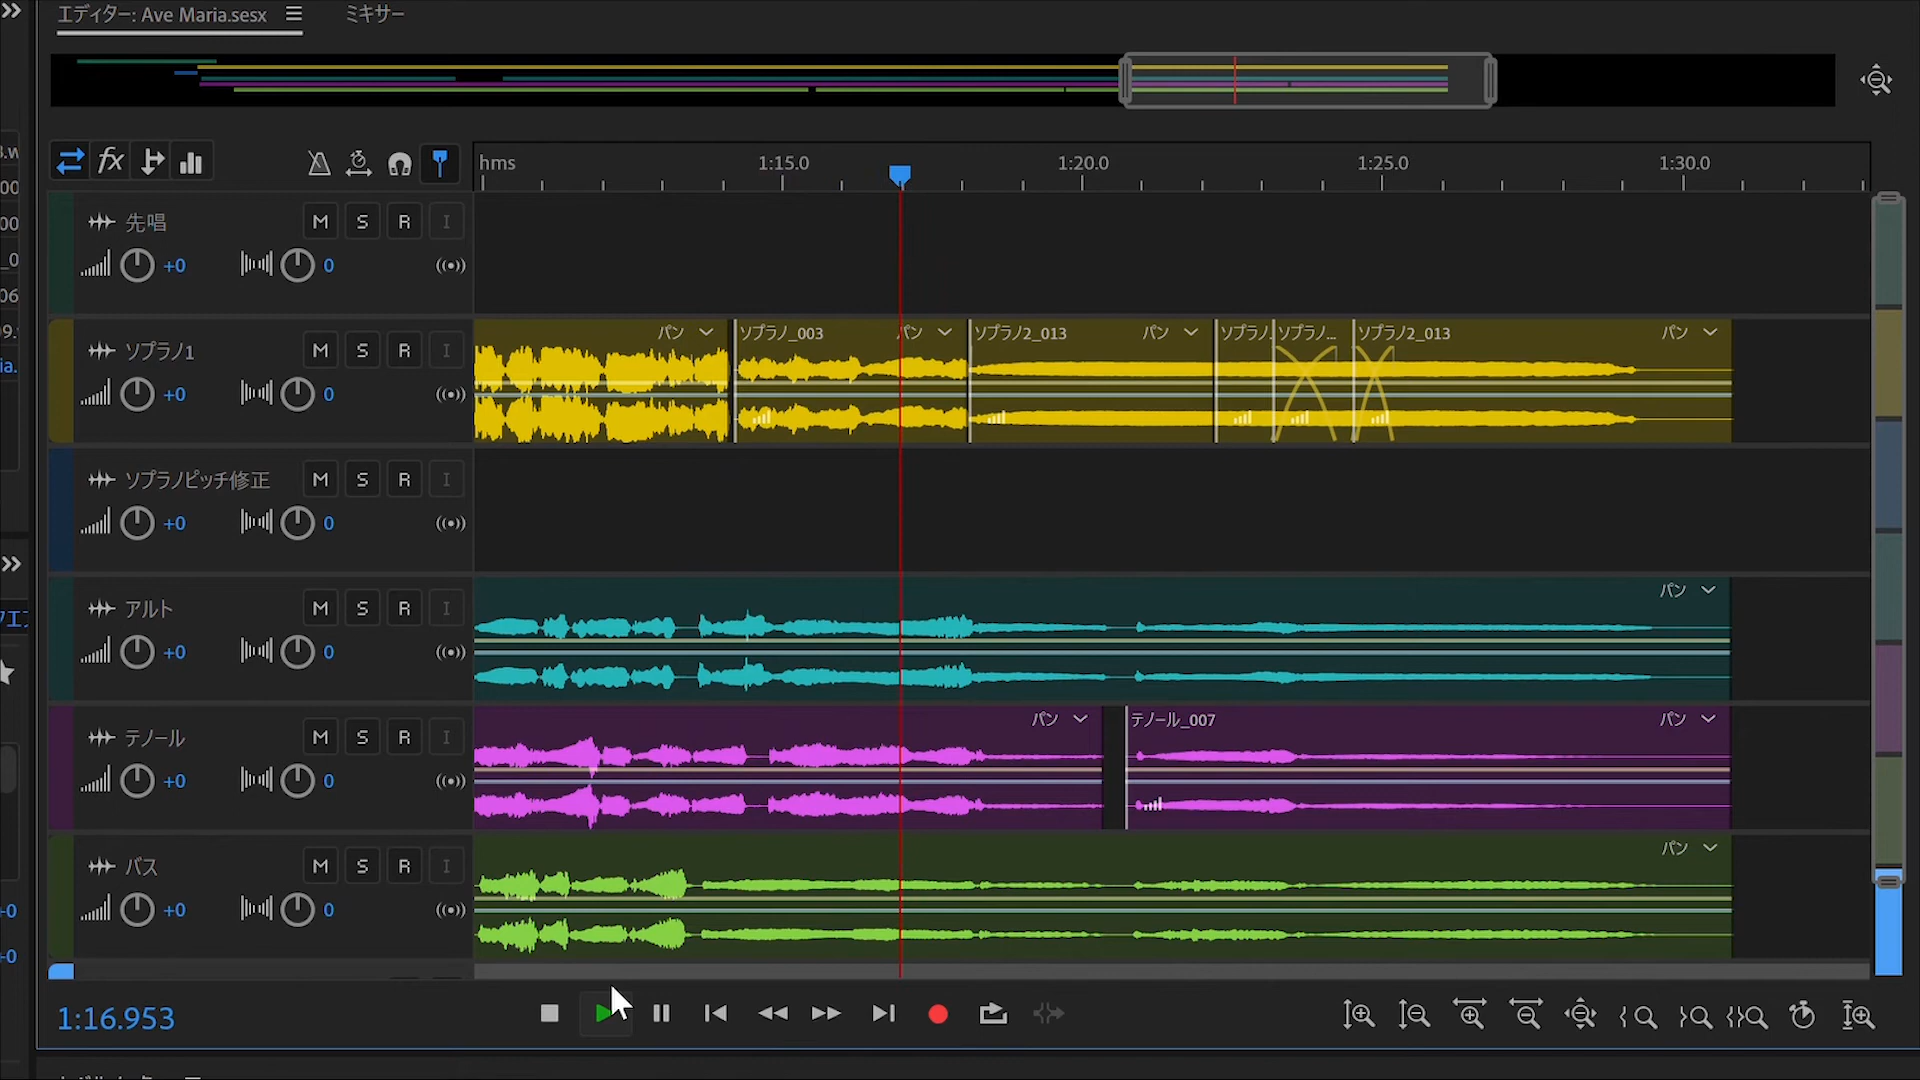 エディター: Ave Maria.sesx ミキサー
hms 1:15.0 1:20.0 1:25.0 1:30.0
先唱 M S R I
+0 0
パン ソプラノ_003 パン ソプラノ2_013 パン ソプラノ ソプラノ... ソプラノ2_013 パン
ソプラノ1 M S R I
+0 0
ソプラノピッチ修正 M S R I
+0 0
パン
アルト M S R I
+0 0
パン テノール_007 パン
テノール M S R I
+0 0
パン
バス M S R I
+0 0
1:16.953